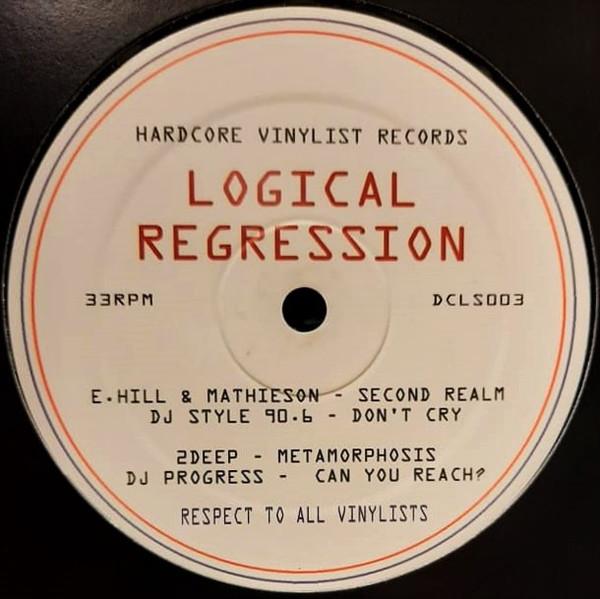 HARDCORE VINYLIST RECORDS
LOGICAL
REGRESSION
33RPM DCLS003
E.HILL & MATHIESON - SECOND REALM
DJ STYLE 90.6 - DON'T CRY
2DEEP - METAMORPHOSIS
DJ PROGRESS - CAN YOU REACH?
RESPECT TO ALL VINYLISTS